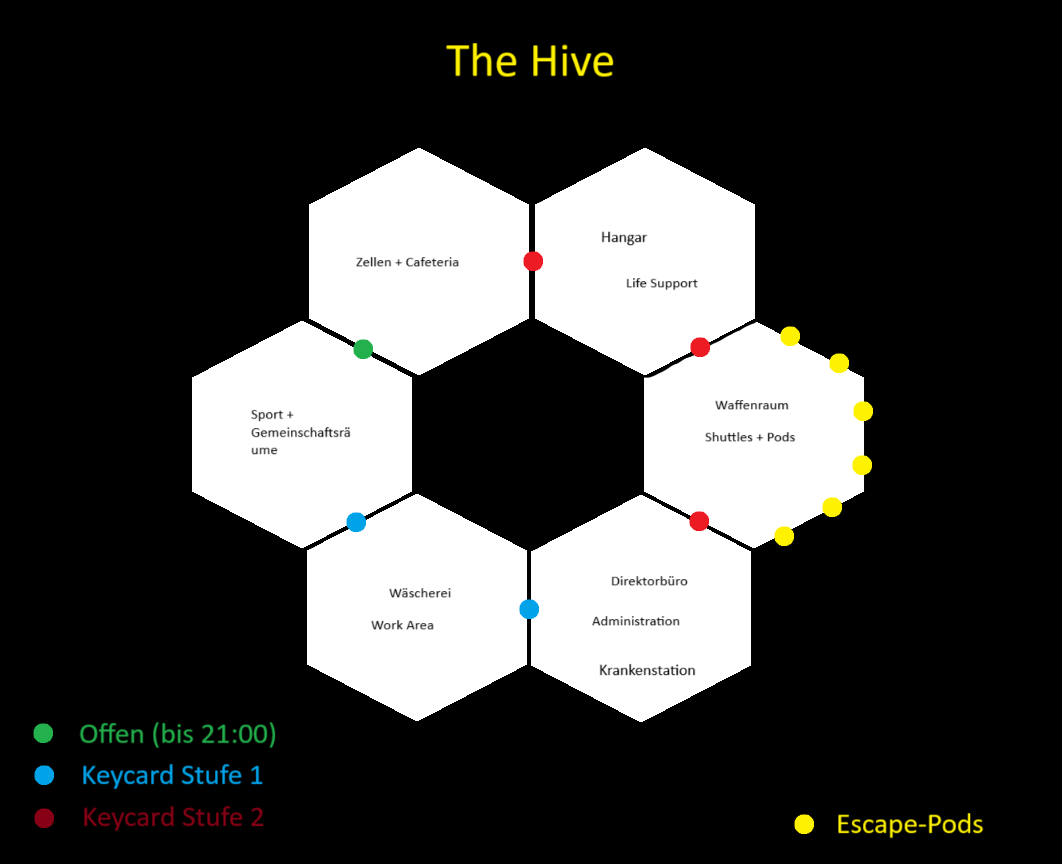 The Hive
Hangar
Zellen + Cafeteria
Life Support
Waffenraum
Shuttles + Pods
Sport +
Gemeinschaftsrä
ume
Wäscherei
Work Area
Direktorbüro
Administration
Krankenstation
Offen (bis 21:00)
Keycard Stufe 1
Keycard Stufe 2
Escape-Pods